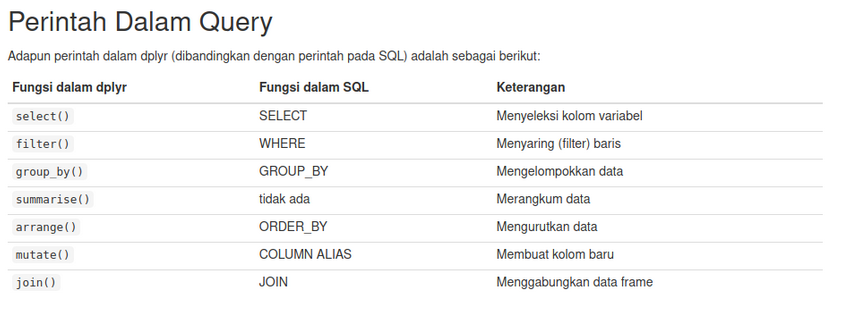 Perintah Dalam Query
Adapun perintah dalam dplyr (dibandingkan dengan perintah pada SQL) adalah sebagai berikut:
Fungsi dalam dplyr Fungsi dalam SQL Keterangan
select() SELECT Menyeleksi kolom variabel
filter() WHERE Menyaring (filter) baris
group_by() GROUP_BY Mengelompokkan data
summarise() tidak ada Merangkum data
arrange() ORDER_BY Mengurutkan data
mutate() COLUMN ALIAS Membuat kolom baru
join() JOIN Menggabungkan data frame